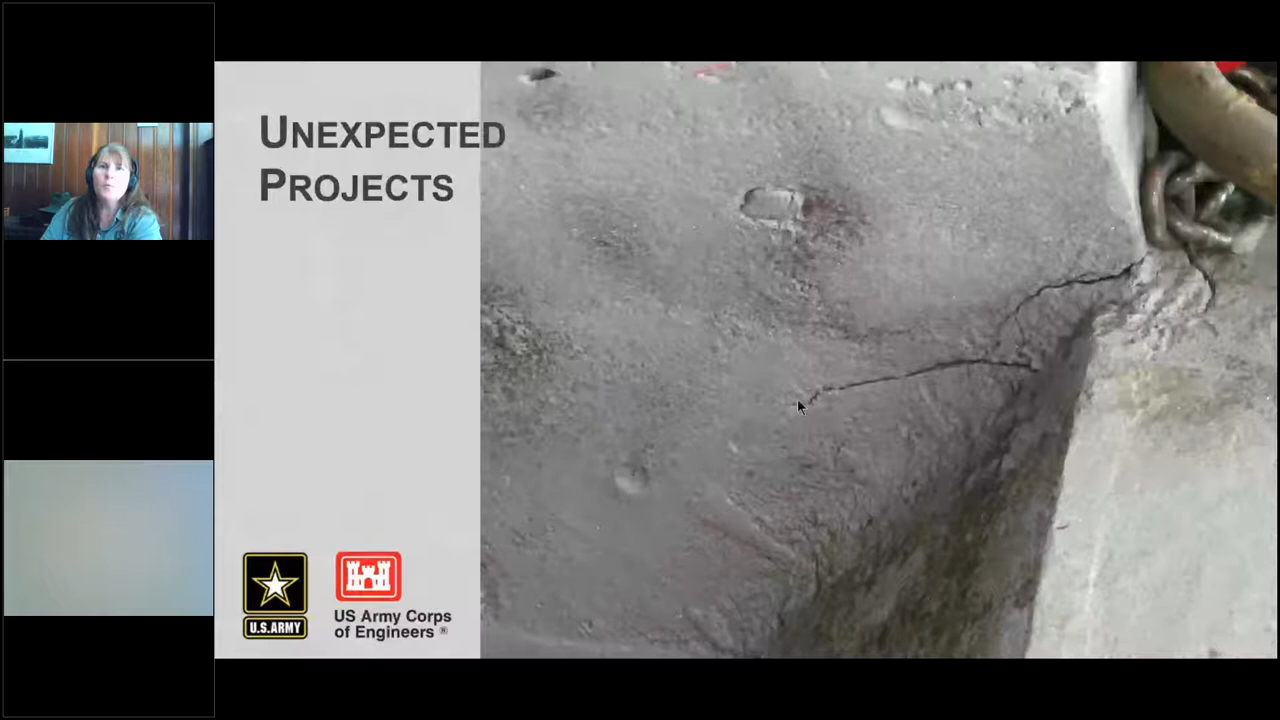 UNEXPECTED
PROJECTS
U.S.ARMY
US Army Corps
of Engineers ®